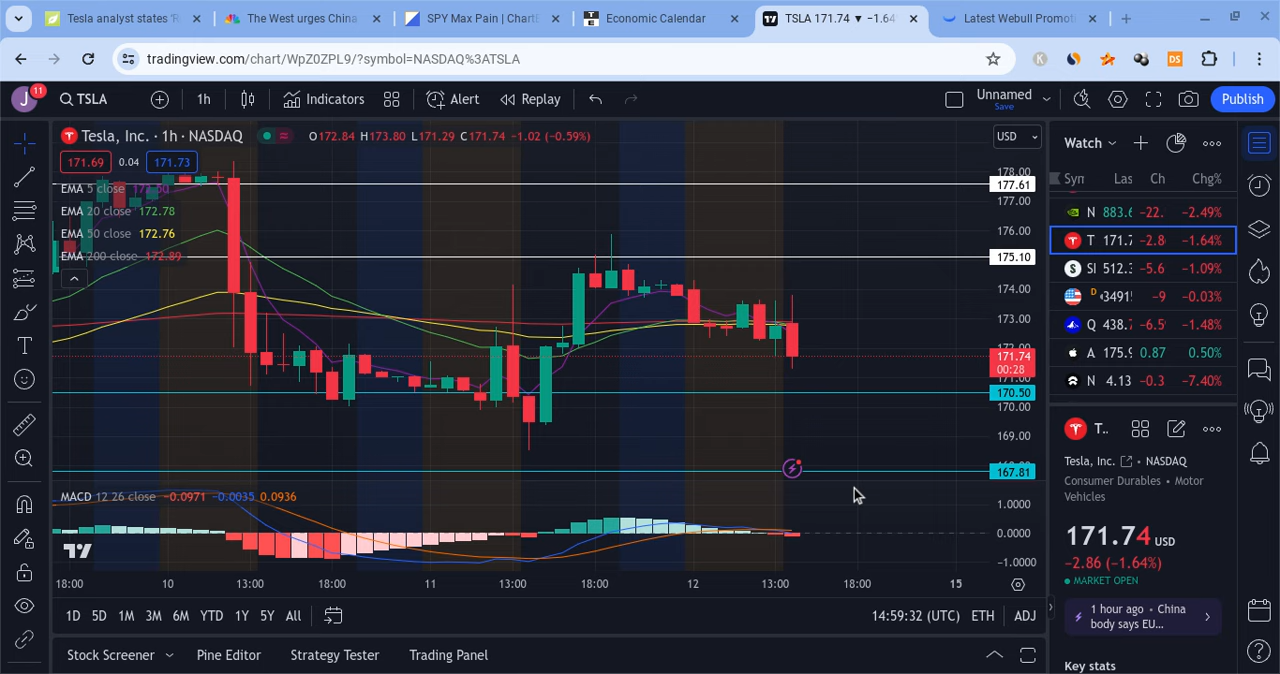 Tesla analyst states 'R
The West urges China
SPY Max Pain | Chart
Economic Calendar
TSLA 171.74 ▼ −1.64
Latest Webull Promoti
tradingview.com/chart/WpZ0ZPL9/?symbol=NASDAQ%3ATSLA
K
DS
J
11
TSLA
1h
Indicators
Alert
Replay
Unnamed
Save
Publish
Tesla, Inc. · 1h · NASDAQ
O172.84 H173.80 L171.29 C171.74 −1.02 (−0.59%)
USD
171.69 0.04 171.73
EMA 5 close
EMA 20 close 172.78
EMA 50 close 172.76
EMA 200 close 172.89
178.00
177.61
177.00
176.00
175.10
174.00
173.00
172.00
171.74
00:28
171.00
170.50
170.00
169.00
167.81
MACD 12 26 close −0.0971 −0.0035 0.0936
1.0000
0.0000
−1.0000
18:00 10 13:00 18:00 11 13:00 18:00 12 13:00 18:00 15
1D 5D 1M 3M 6M YTD 1Y 5Y All
14:59:32 (UTC) ETH ADJ
Stock Screener Pine Editor Strategy Tester Trading Panel
Watch
Syn Las Ch Chg%
N 883.6 −22. −2.49%
T 171.7 −2.8 −1.64%
SI 512.3 −5.6 −1.09%
D 3491 −9 −0.03%
Q 438.7 −6.5 −1.48%
A 175.9 0.87 0.50%
N 4.13 −0.3 −7.40%
T..
Tesla, Inc. · NASDAQ
Consumer Durables · Motor
Vehicles
171.74 USD
−2.86 (−1.64%)
MARKET OPEN
1 hour ago · China
body says EU...
Key stats